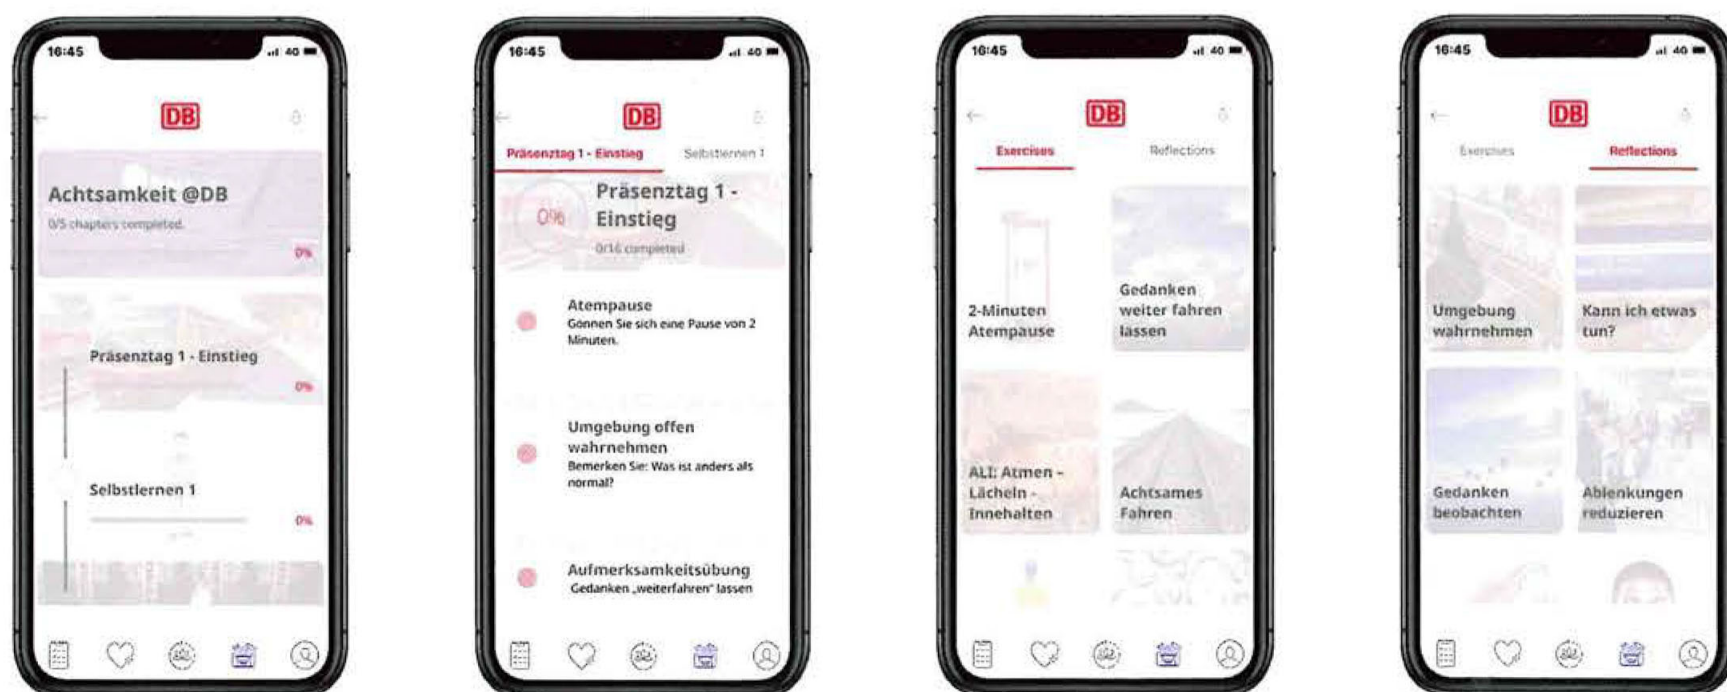 16:45
4G
DB
Achtsamkeit @DB
0/5 chapters completed.
0%
Präsenztag 1 - Einstieg
0%
Selbstlernen 1
0%
16:45
4G
DB
Präsenztag 1 - Einstieg
Selbstlernen 1
0%
Präsenztag 1 -
Einstieg
0/16 completed
Atempause
Gönnen Sie sich eine Pause von 2
Minuten.
Umgebung offen
wahrnehmen
Bemerken Sie: Was ist anders als
normal?
Aufmerksamkeitsübung
Gedanken „weiterfahren" lassen
16:45
4G
DB
Exercises
Reflections
2-Minuten
Atempause
Gedanken
weiter fahren
lassen
ALI: Atmen -
Lächeln -
Innehalten
Achtsames
Fahren
16:45
4G
DB
Exercises
Reflections
Umgebung
wahrnehmen
Kann ich etwas
tun?
Gedanken
beobachten
Ablenkungen
reduzieren